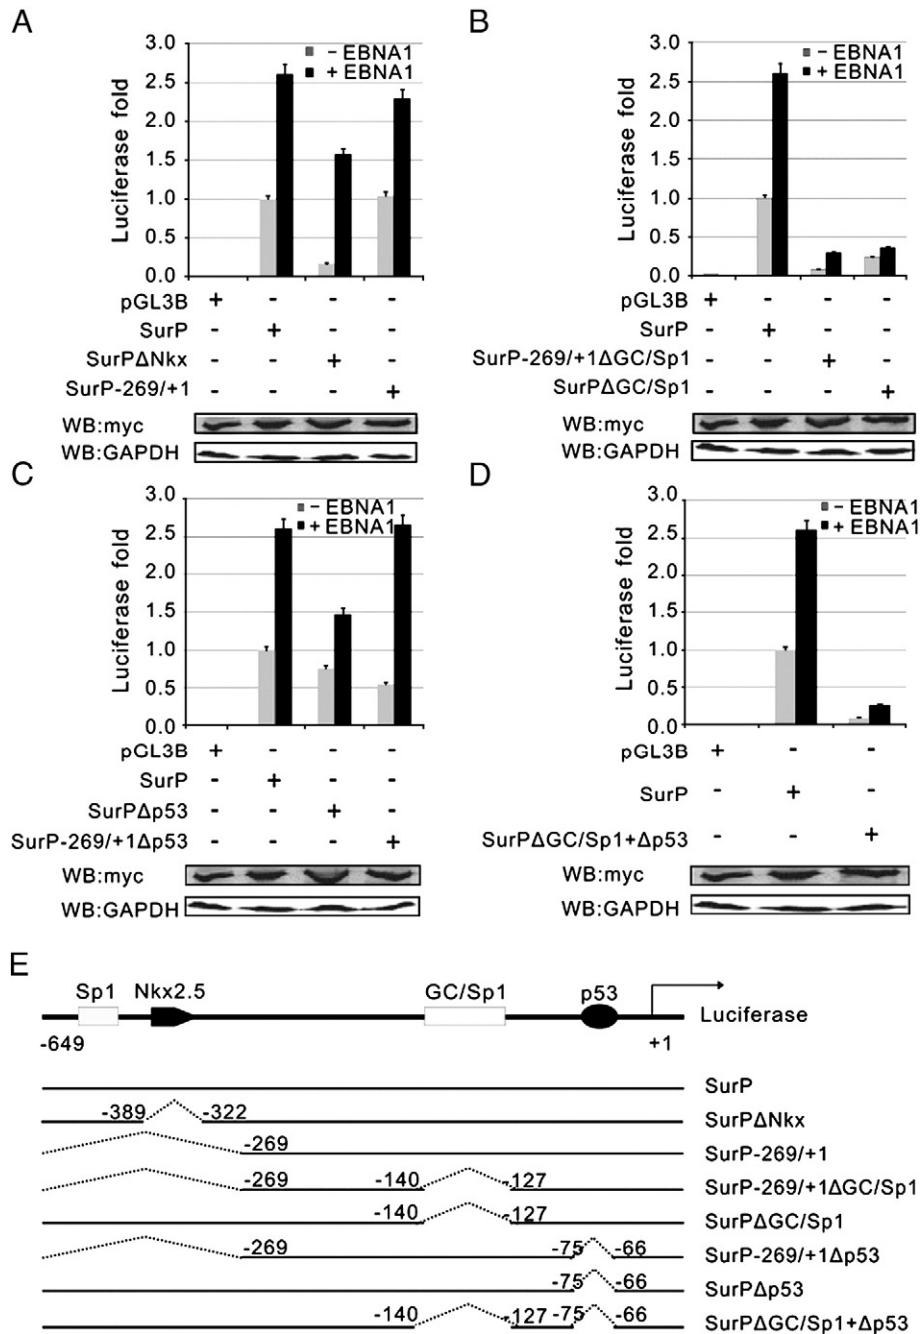 A
3.0
2.5
2.0
1.5
1.0
0.5
0.0
Luciferase fold
- EBNA1
+ EBNA1
pGL3B + - - -
SurP - + - -
SurPΔNkx - - + -
SurP-269/+1 - - - +
WB:myc
WB:GAPDH
B
3.0
2.5
2.0
1.5
1.0
0.5
0.0
Luciferase fold
- EBNA1
+ EBNA1
pGL3B + - - -
SurP - + - -
SurP-269/+1ΔGC/Sp1 - - + -
SurPΔGC/Sp1 - - - +
WB:myc
WB:GAPDH
C
3.0
2.5
2.0
1.5
1.0
0.5
0.0
Luciferase fold
- EBNA1
+ EBNA1
pGL3B + - - -
SurP - + - -
SurPΔp53 - - + -
SurP-269/+1Δp53 - - - +
WB:myc
WB:GAPDH
D
3.0
2.5
2.0
1.5
1.0
0.5
0.0
Luciferase fold
- EBNA1
+ EBNA1
pGL3B + - -
SurP - + -
SurPΔGC/Sp1+Δp53 - - +
WB:myc
WB:GAPDH
E
Sp1 Nkx2.5 GC/Sp1 p53
Luciferase
-649 +1
SurP
-389 -322 SurPΔNkx
-269 SurP-269/+1
-269 -140 -127 SurP-269/+1ΔGC/Sp1
-140 -127 SurPΔGC/Sp1
-269 -75 -66 SurP-269/+1Δp53
-75 -66 SurPΔp53
-140 -127 -75 -66 SurPΔGC/Sp1+Δp53